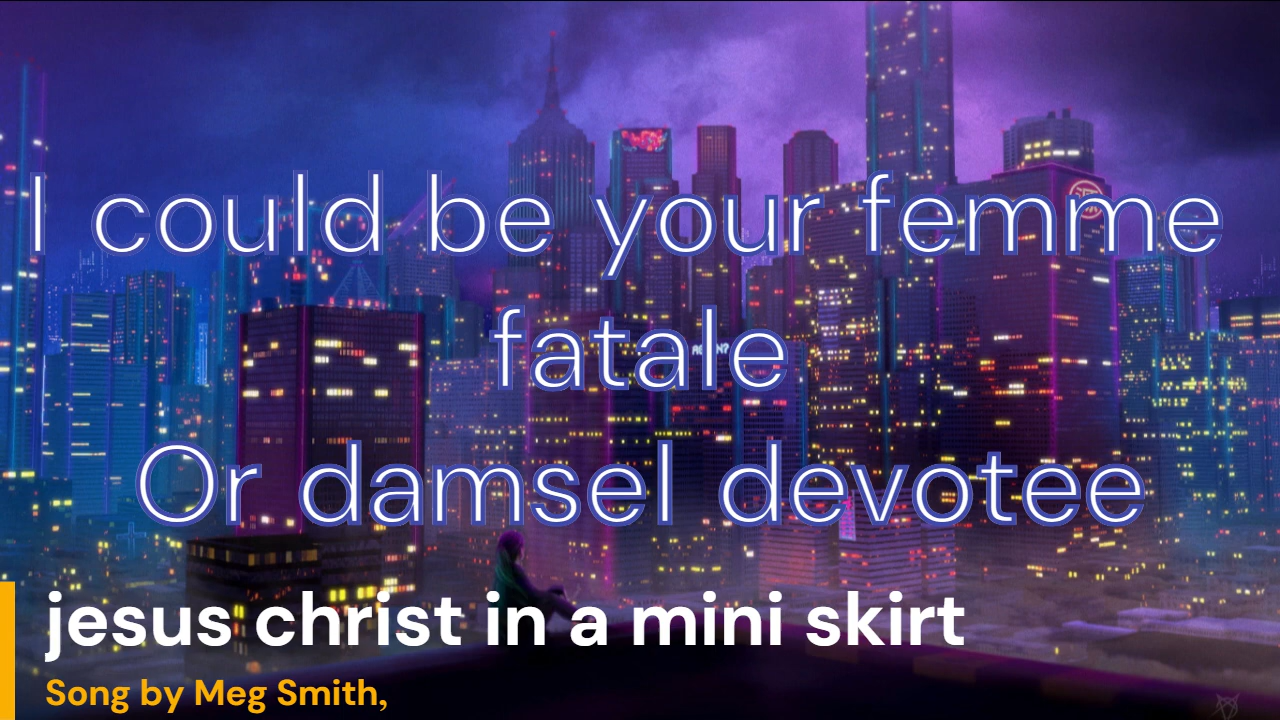 I could be your femme
fatale
Or damsel devotee
jesus christ in a mini skirt
Song by Meg Smith,